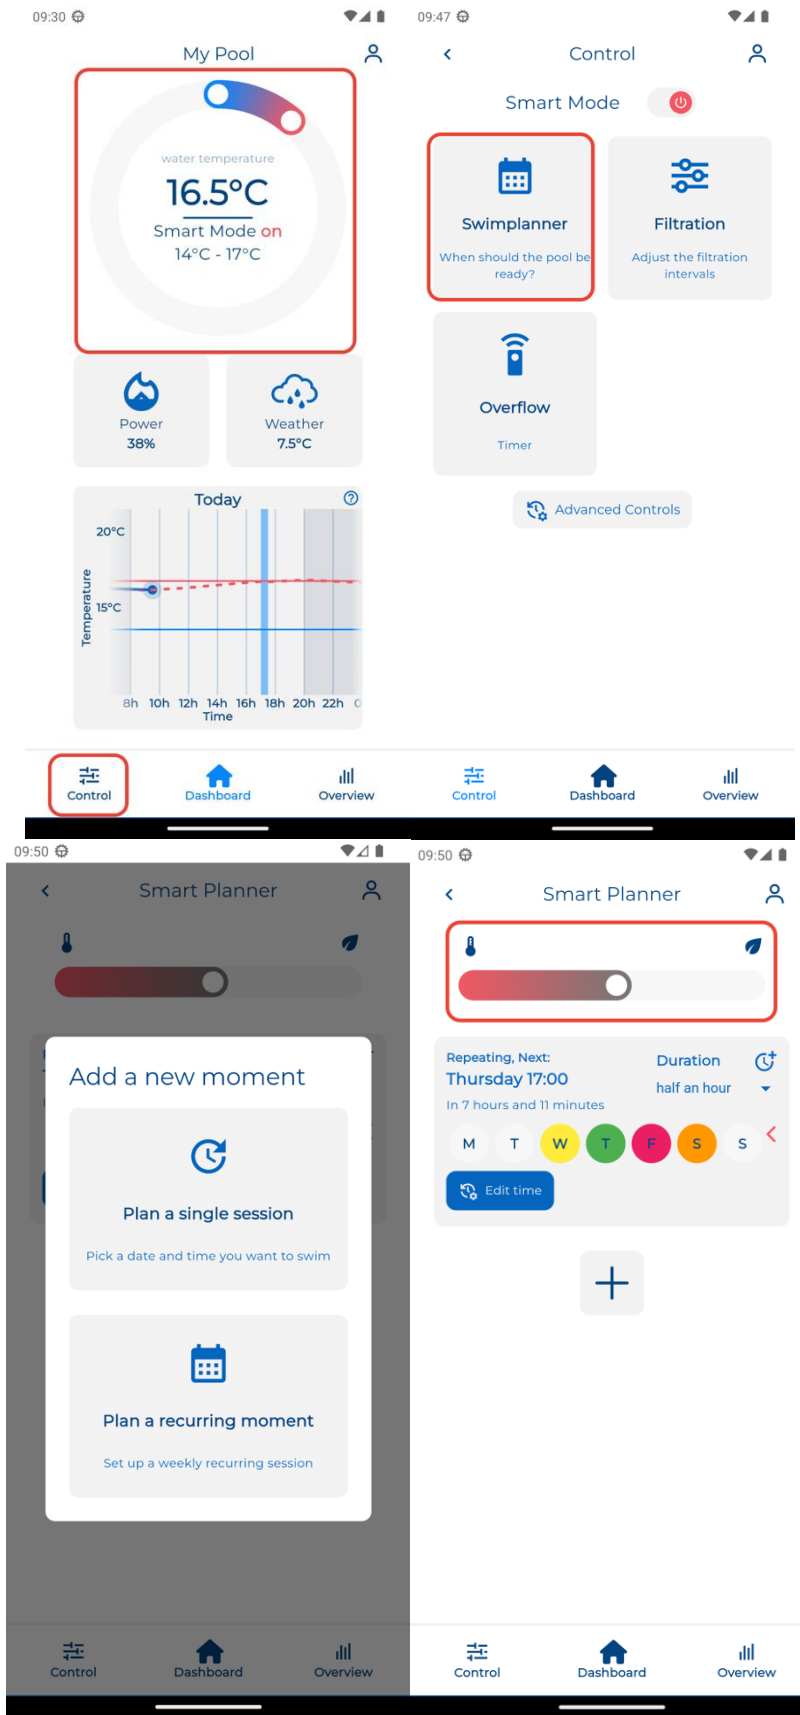 09:30
My Pool
water temperature
16.5°C
Smart Mode on
14°C - 17°C
Power
38%
Weather
7.5°C
Today
20°C
15°C
Temperature
8h 10h 12h 14h 16h 18h 20h 22h 0
Time
Control
Dashboard
Overview
09:47
Control
Smart Mode
Swimplanner
When should the pool be
ready?
Filtration
Adjust the filtration
intervals
Overflow
Timer
Advanced Controls
Control
Dashboard
Overview
09:50
Smart Planner
Add a new moment
Plan a single session
Pick a date and time you want to swim
Plan a recurring moment
Set up a weekly recurring session
Control
Dashboard
Overview
09:50
Smart Planner
Repeating, Next:
Thursday 17:00
In 7 hours and 11 minutes
Duration
half an hour
M T W T F S S
Edit time
Control
Dashboard
Overview